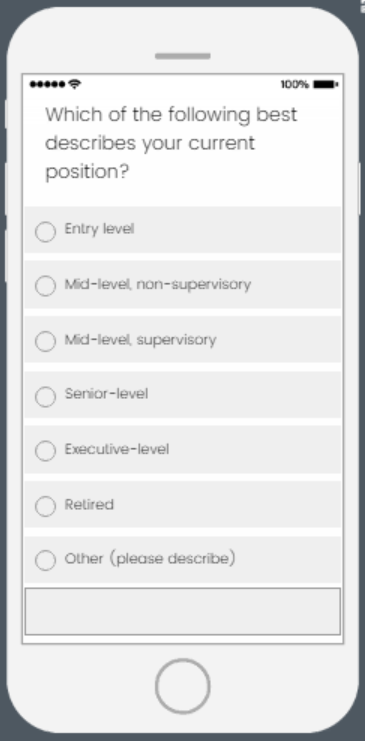 100%
Which of the following best
describes your current
position?
Entry level
Mid-level, non-supervisory
Mid-level, supervisory
Senior-level
Executive-level
Retired
Other (please describe)